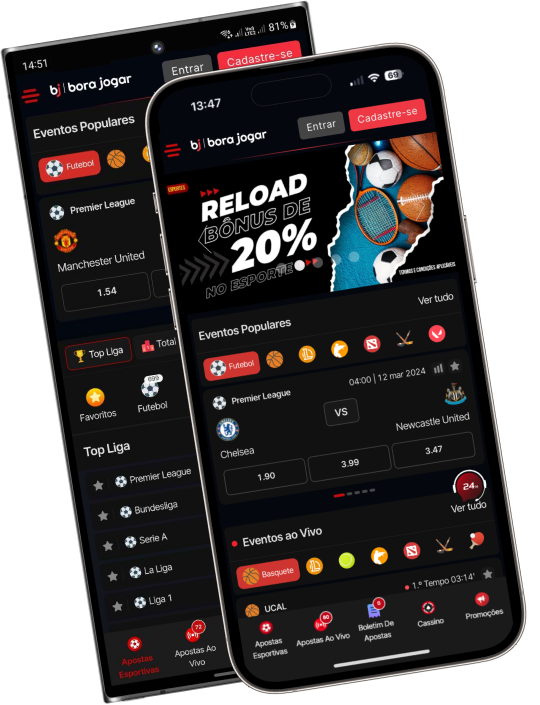 14:51
Vo))
LTE
81%
bj bora jogar
Entrar
Cadastre-se
Eventos Populares
Futebol
Premier League
Manchester United
1.54
Top Liga
Total
699
Favoritos
Futebol
Top Liga
Premier League
Bundesliga
Serie A
La Liga
Liga 1
72
Apostas
Esportivas
Apostas Ao
Vivo
13:47
69
bj bora jogar
Entrar
Cadastre-se
ESPORTES
RELOAD
BÔNUS DE
20%
NO ESPORTE
TERMOS E CONDIÇÕES APLICÁVEIS
Eventos Populares
Ver tudo
Futebol
Premier League
04:00 | 12 mar 2024
VS
Chelsea
Newcastle United
1.90
3.99
3.47
Ver tudo
Eventos ao Vivo
Basquete
UCAL
1.º Tempo 03:14'
Apostas
Esportivas
60
Apostas Ao Vivo
0
Boletim De
Apostas
Cassino
Promoções